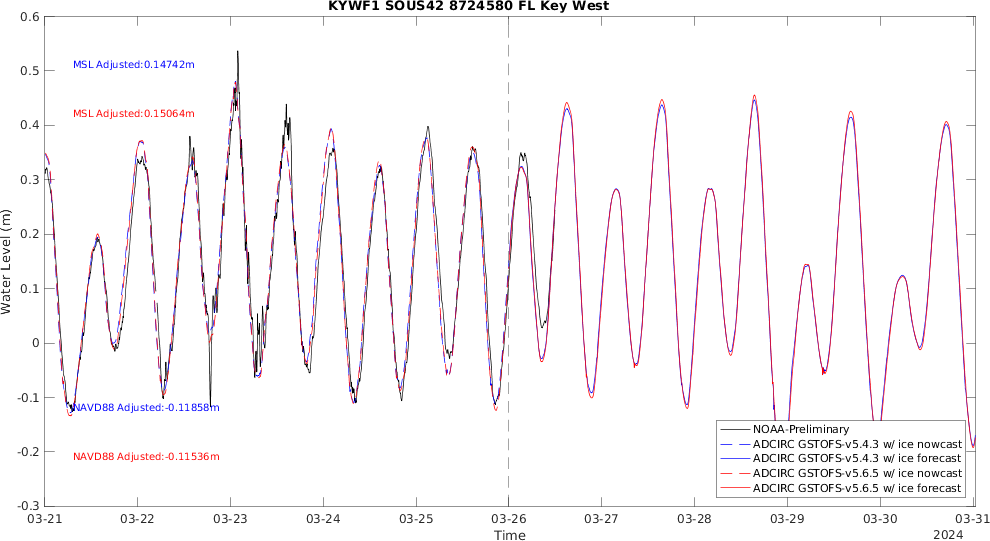 KYWF1 SOUS42 8724580 FL Key West
0.6
0.5
0.4
0.3
0.2
0.1
0
-0.1
-0.2
-0.3
Water Level (m)
MSL Adjusted:0.14742m
MSL Adjusted:0.15064m
NAVD88 Adjusted:-0.11858m
NAVD88 Adjusted:-0.11536m
NOAA-Preliminary
ADCIRC GSTOFS-v5.4.3 w/ ice nowcast
ADCIRC GSTOFS-v5.4.3 w/ ice forecast
ADCIRC GSTOFS-v5.6.5 w/ ice nowcast
ADCIRC GSTOFS-v5.6.5 w/ ice forecast
03-21 03-22 03-23 03-24 03-25 03-26 03-27 03-28 03-29 03-30 03-31
Time
2024